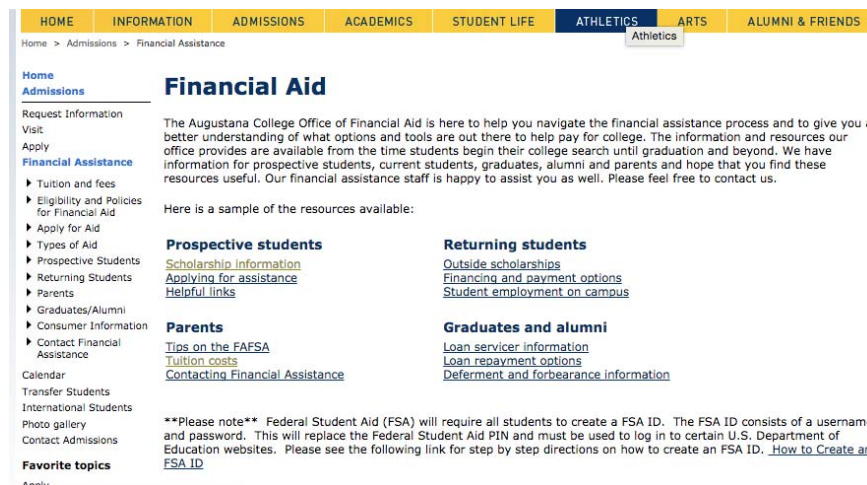 HOME INFORMATION ADMISSIONS ACADEMICS STUDENT LIFE ATHLETICS ARTS ALUMNI & FRIENDS
Athletics
Home > Admissions > Financial Assistance
Home
Admissions
Request Information
Visit
Apply
Financial Assistance
Tuition and fees
Eligibility and Policies
for Financial Aid
Apply for Aid
Types of Aid
Prospective Students
Returning Students
Parents
Graduates/Alumni
Consumer Information
Contact Financial
Assistance
Calendar
Transfer Students
International Students
Photo gallery
Contact Admissions
Favorite topics
Apply
Financial Aid
The Augustana College Office of Financial Aid is here to help you navigate the financial assistance process and to give you a
better understanding of what options and tools are out there to help pay for college. The information and resources our
office provides are available from the time students begin their college search until graduation and beyond. We have
information for prospective students, current students, graduates, alumni and parents and hope that you find these
resources useful. Our financial assistance staff is happy to assist you as well. Please feel free to contact us.
Here is a sample of the resources available:
Prospective students
Scholarship information
Applying for assistance
Helpful links
Returning students
Outside scholarships
Financing and payment options
Student employment on campus
Parents
Tips on the FAFSA
Tuition costs
Contacting Financial Assistance
Graduates and alumni
Loan servicer information
Loan repayment options
Deferment and forbearance information
**Please note** Federal Student Aid (FSA) will require all students to create a FSA ID. The FSA ID consists of a usernam
and password. This will replace the Federal Student Aid PIN and must be used to log in to certain U.S. Department of
Education websites. Please see the following link for step by step directions on how to create an FSA ID. How to Create an
FSA ID